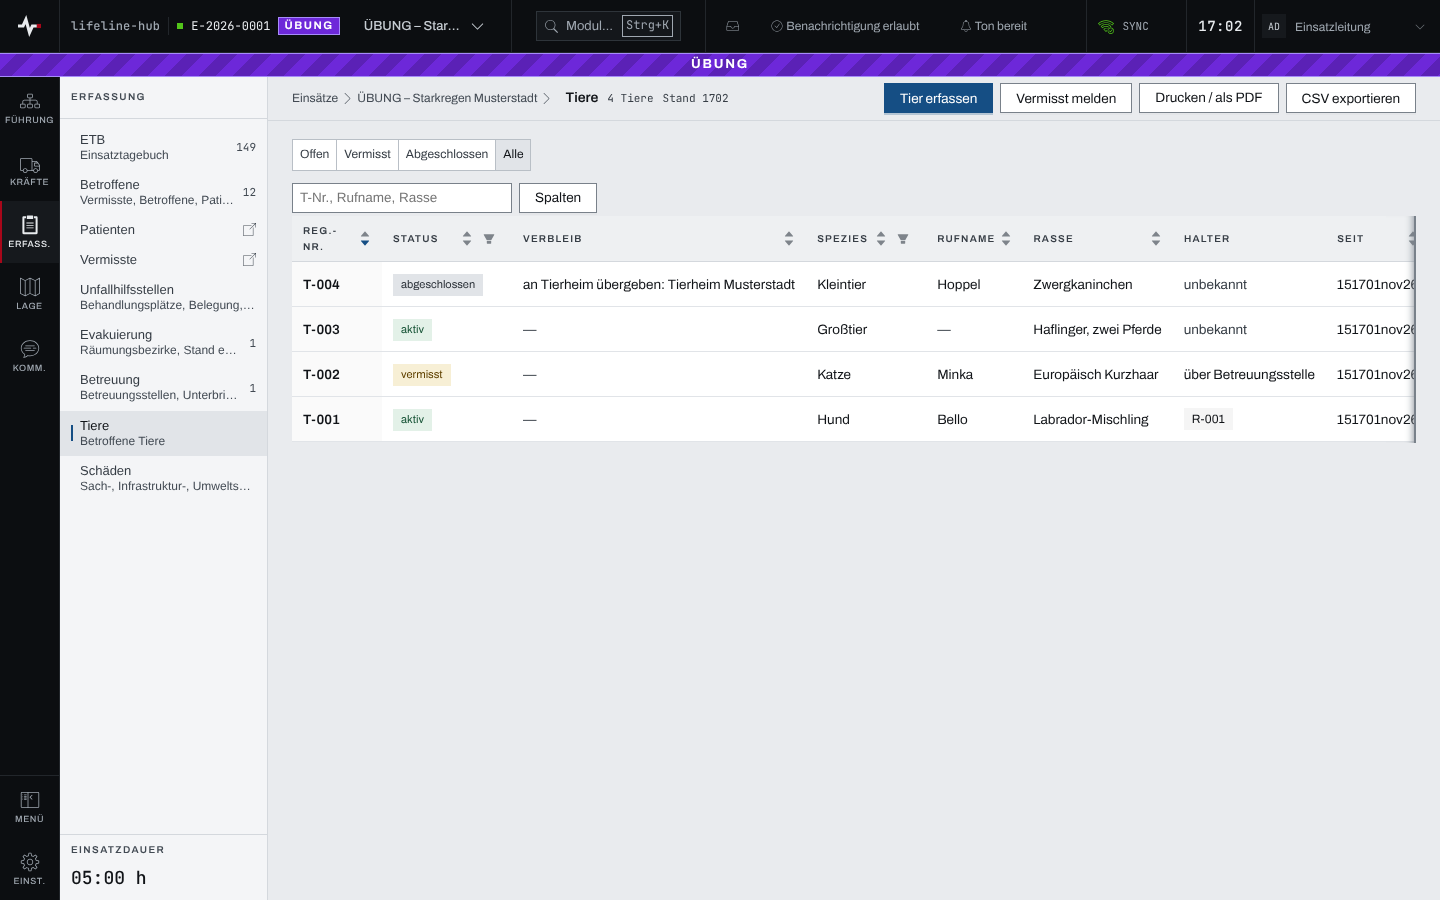 lifeline-hub E-2026-0001 ÜBUNG ÜBUNG – Star... Modul... Strg+K Benachrichtigung erlaubt Ton bereit SYNC 17:02 AD Einsatzleitung
ÜBUNG
FÜHRUNG
KRÄFTE
ERFASS.
LAGE
KOMM.
MENÜ
EINST.
ERFASSUNG
ETB 149
Einsatztagebuch
Betroffene 12
Vermisste, Betroffene, Pati...
Patienten
Vermisste
Unfallhilfsstellen
Behandlungsplätze, Belegung,...
Evakuierung 1
Räumungsbezirke, Stand e...
Betreuung 1
Betreuungsstellen, Unterbri...
Tiere
Betroffene Tiere
Schäden
Sach-, Infrastruktur-, Umwelts...
EINSATZDAUER
05:00 h
Einsätze ÜBUNG – Starkregen Musterstadt Tiere 4 Tiere Stand 1702 Tier erfassen Vermisst melden Drucken / als PDF CSV exportieren
Offen Vermisst Abgeschlossen Alle
T-Nr., Rufname, Rasse Spalten
REG.-NR. STATUS VERBLEIB SPEZIES RUFNAME RASSE HALTER SEIT
T-004 abgeschlossen an Tierheim übergeben: Tierheim Musterstadt Kleintier Hoppel Zwergkaninchen unbekannt 151701nov26
T-003 aktiv — Großtier — Haflinger, zwei Pferde unbekannt 151701nov26
T-002 vermisst — Katze Minka Europäisch Kurzhaar über Betreuungsstelle 151701nov26
T-001 aktiv — Hund Bello Labrador-Mischling R-001 151701nov26